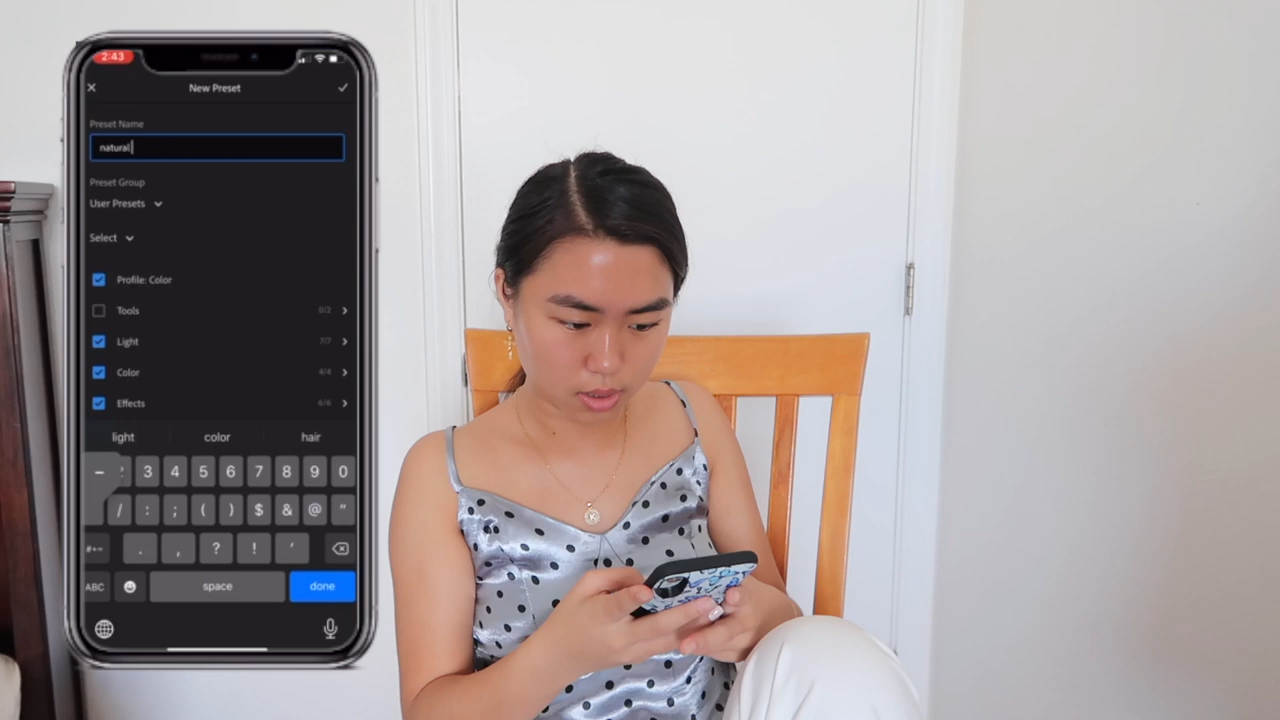 2:43
New Preset
Preset Name
natural
Preset Group
User Presets
Select
Profile: Color
Tools 0/2
Light 7/7
Color 4/4
Effects 6/6
light color hair
- 3 4 5 6 7 8 9 0
/ : ; ( ) $ & @ "
#+= . , ? ! '
ABC space done